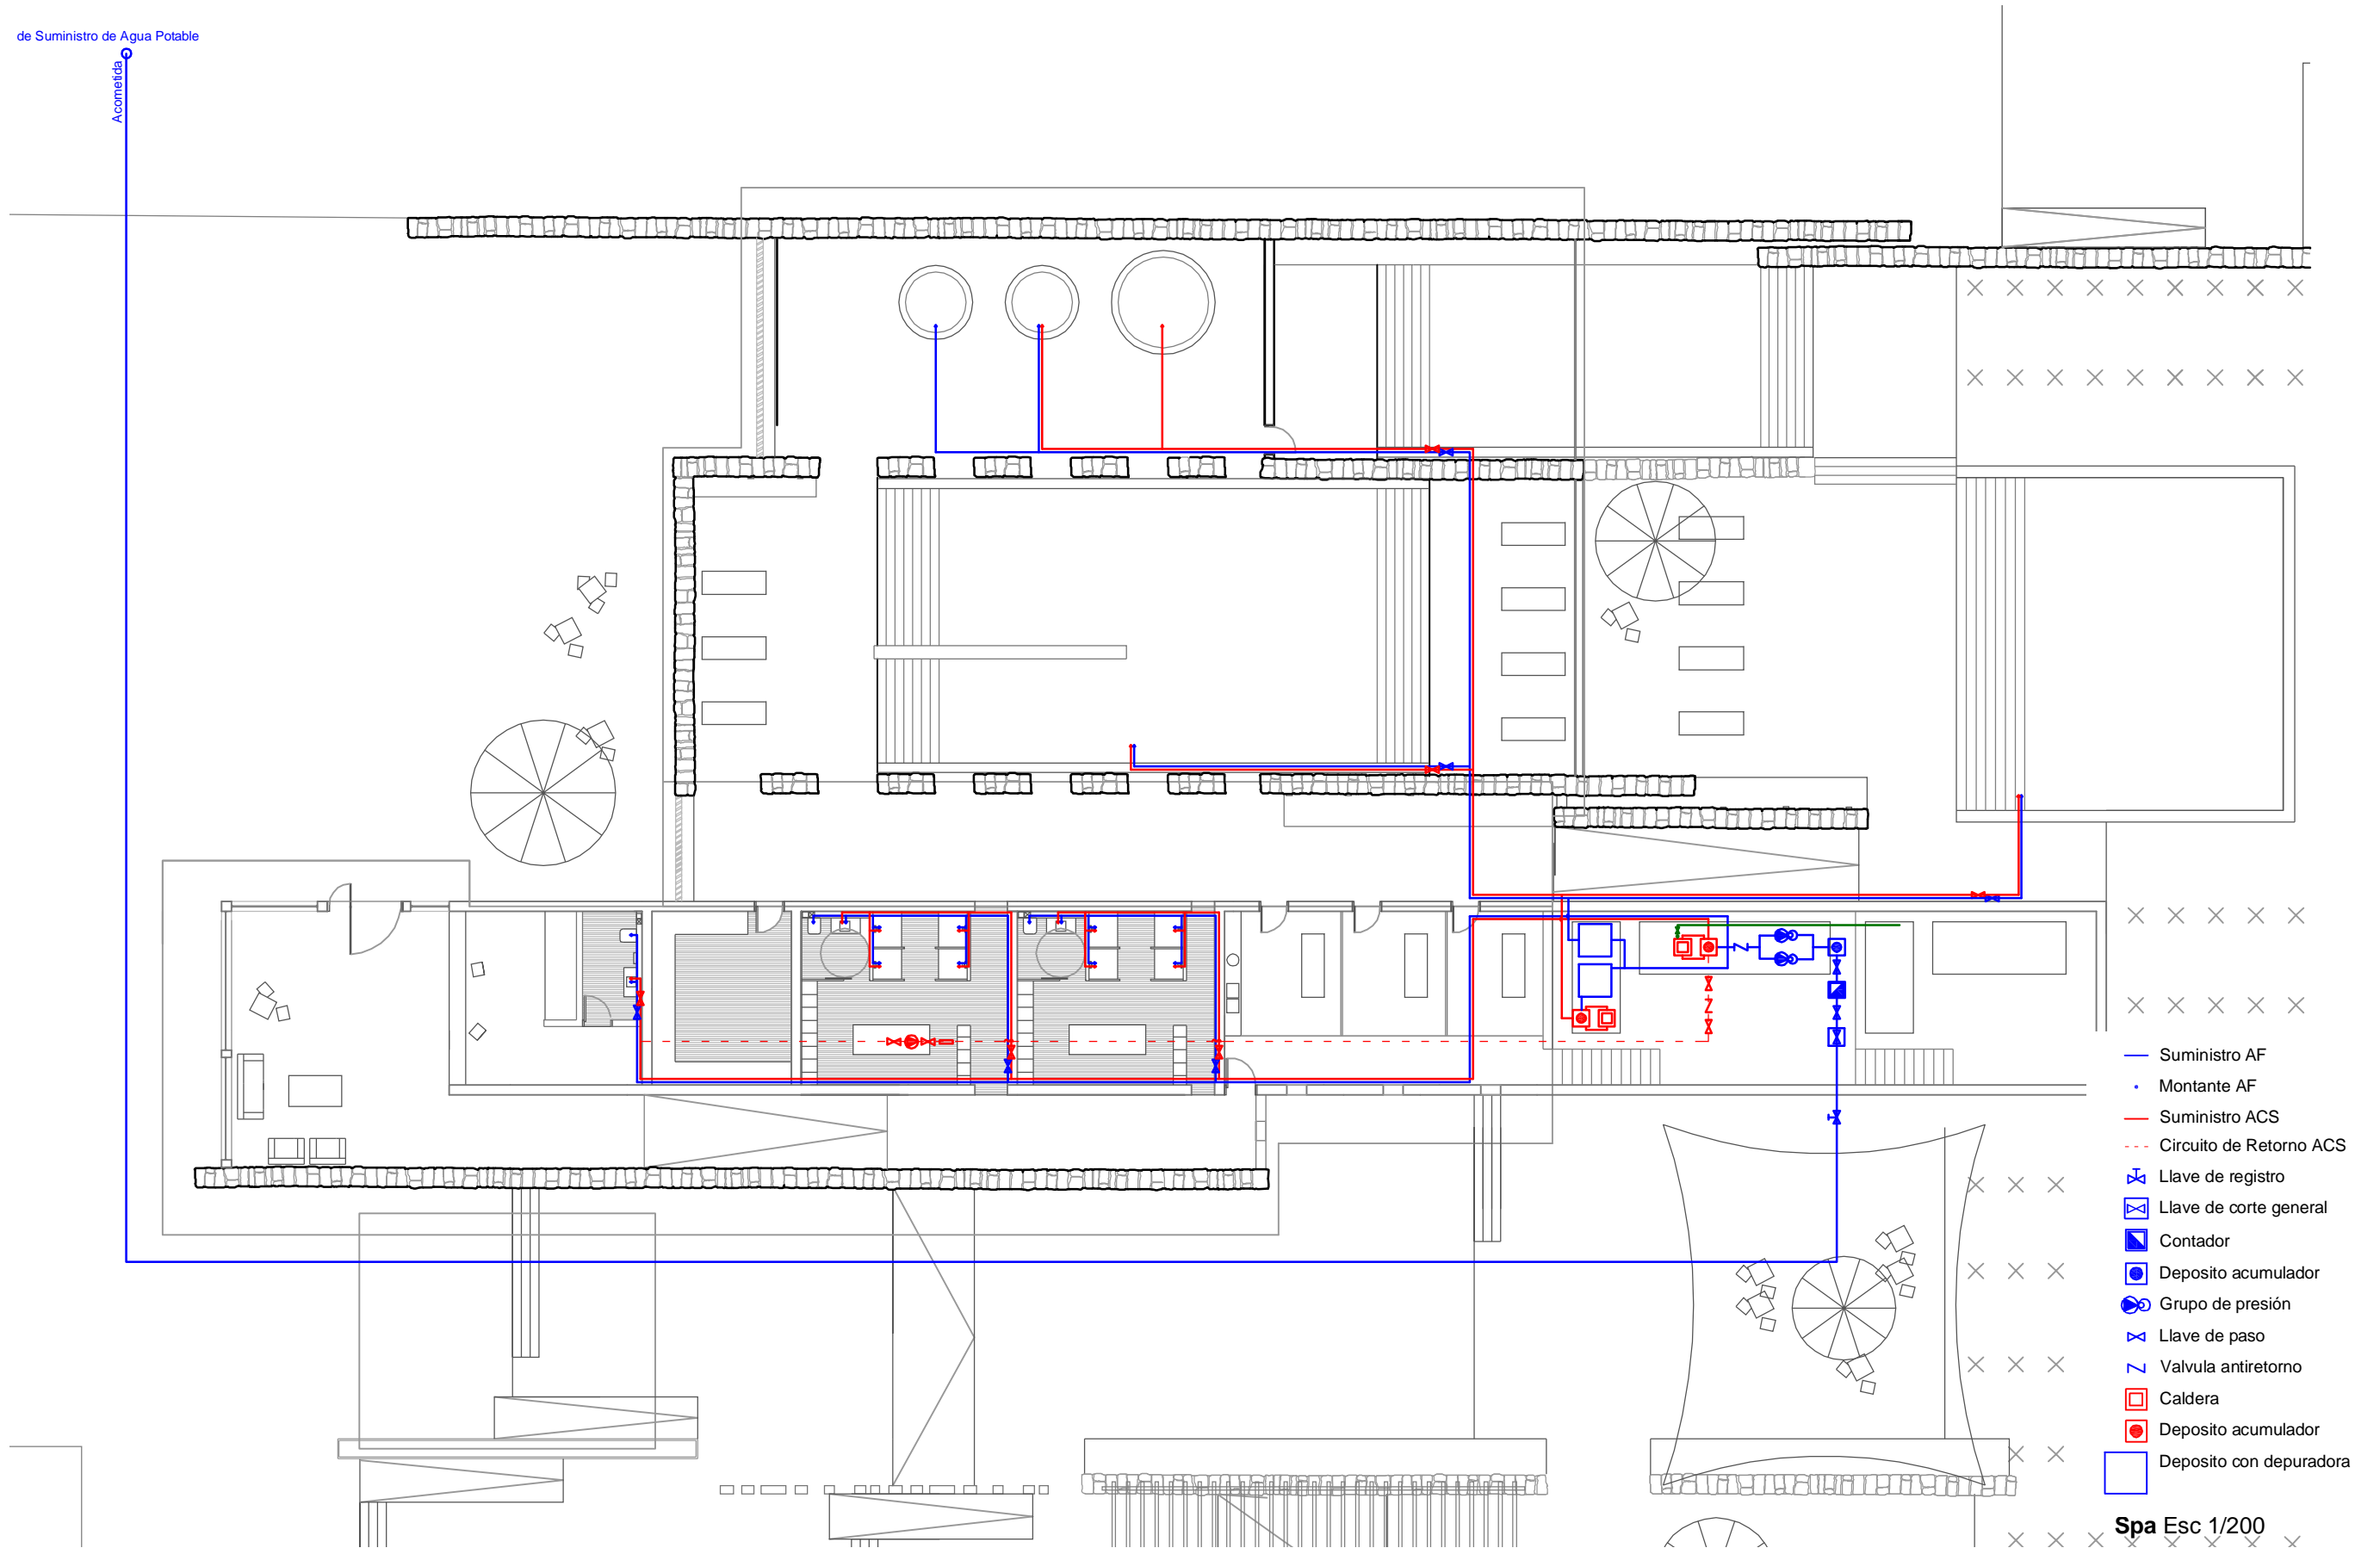 de Suministro de Agua Potable
Acometida
Suministro AF
Montante AF
Suministro ACS
Circuito de Retorno ACS
Llave de registro
Llave de corte general
Contador
Deposito acumulador
Grupo de presión
Llave de paso
Valvula antiretorno
Caldera
Deposito acumulador
Deposito con depuradora
Spa Esc 1/200